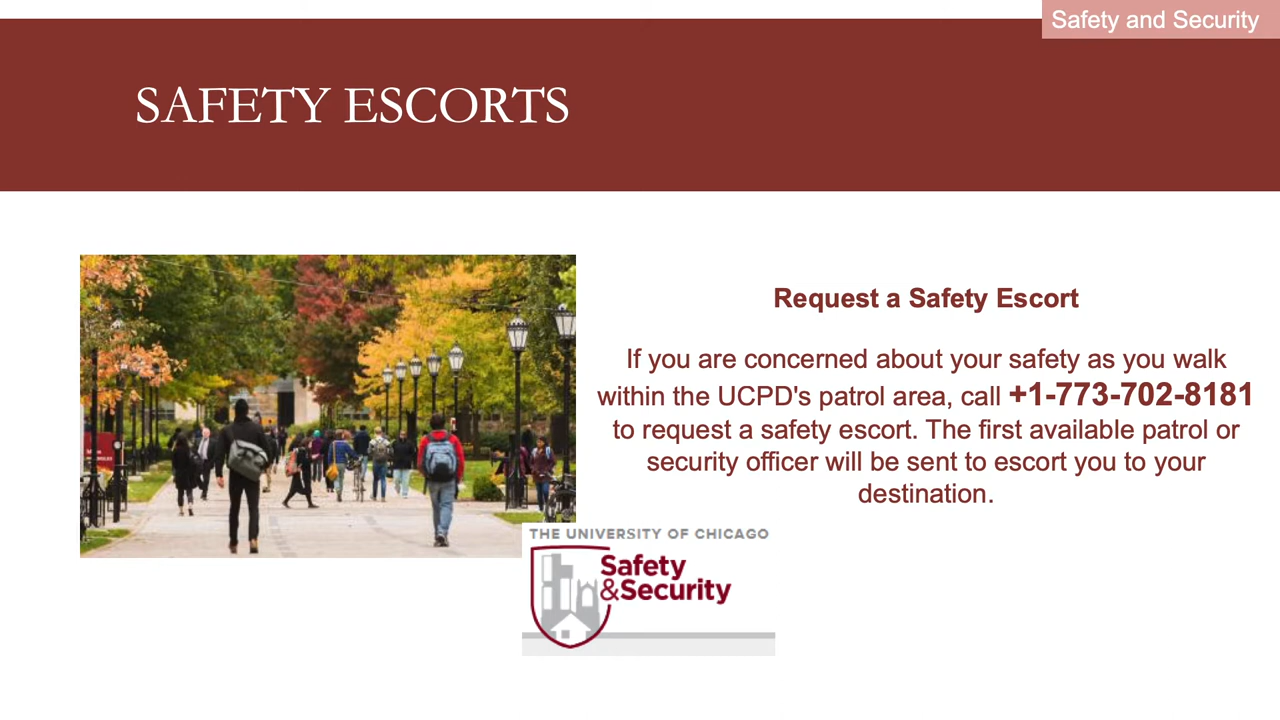 Safety and Security
SAFETY ESCORTS
Request a Safety Escort
If you are concerned about your safety as you walk
within the UCPD's patrol area, call +1-773-702-8181
to request a safety escort. The first available patrol or
security officer will be sent to escort you to your
destination.
THE UNIVERSITY OF CHICAGO
Safety
&Security